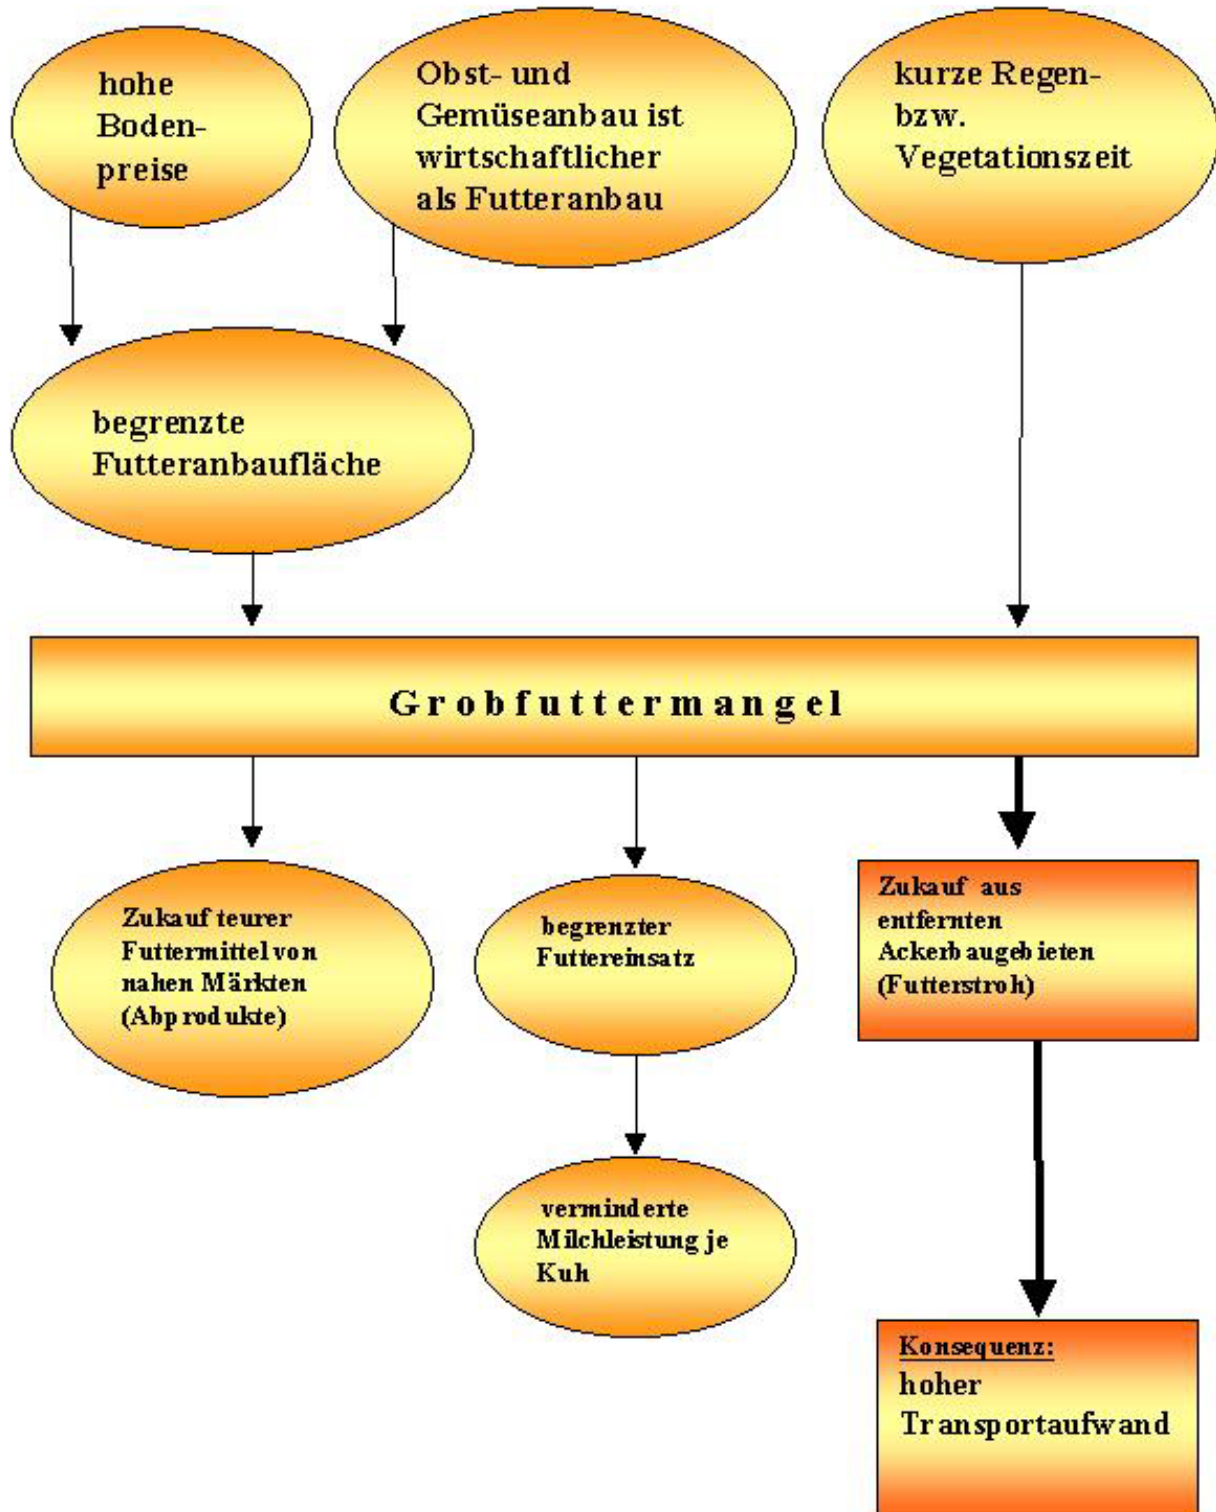 hohe
Boden-
preise
Obst- und
Gemüseanbau ist
wirtschaftlicher
als Futteranbau
kurze Regen-
bzw.
Vegetationszeit
begrenzte
Futteranbaufläche
Grobfuttermangel
Zukauf teurer
Futtermittel von
nahen Märkten
(Abprodukte)
begrenzter
Futtereinsatz
Zukauf aus
entfernten
Ackerbaugebieten
(Futterstroh)
verminderte
Milchleistung je
Kuh
Konsequenz:
hoher
Transportaufwand